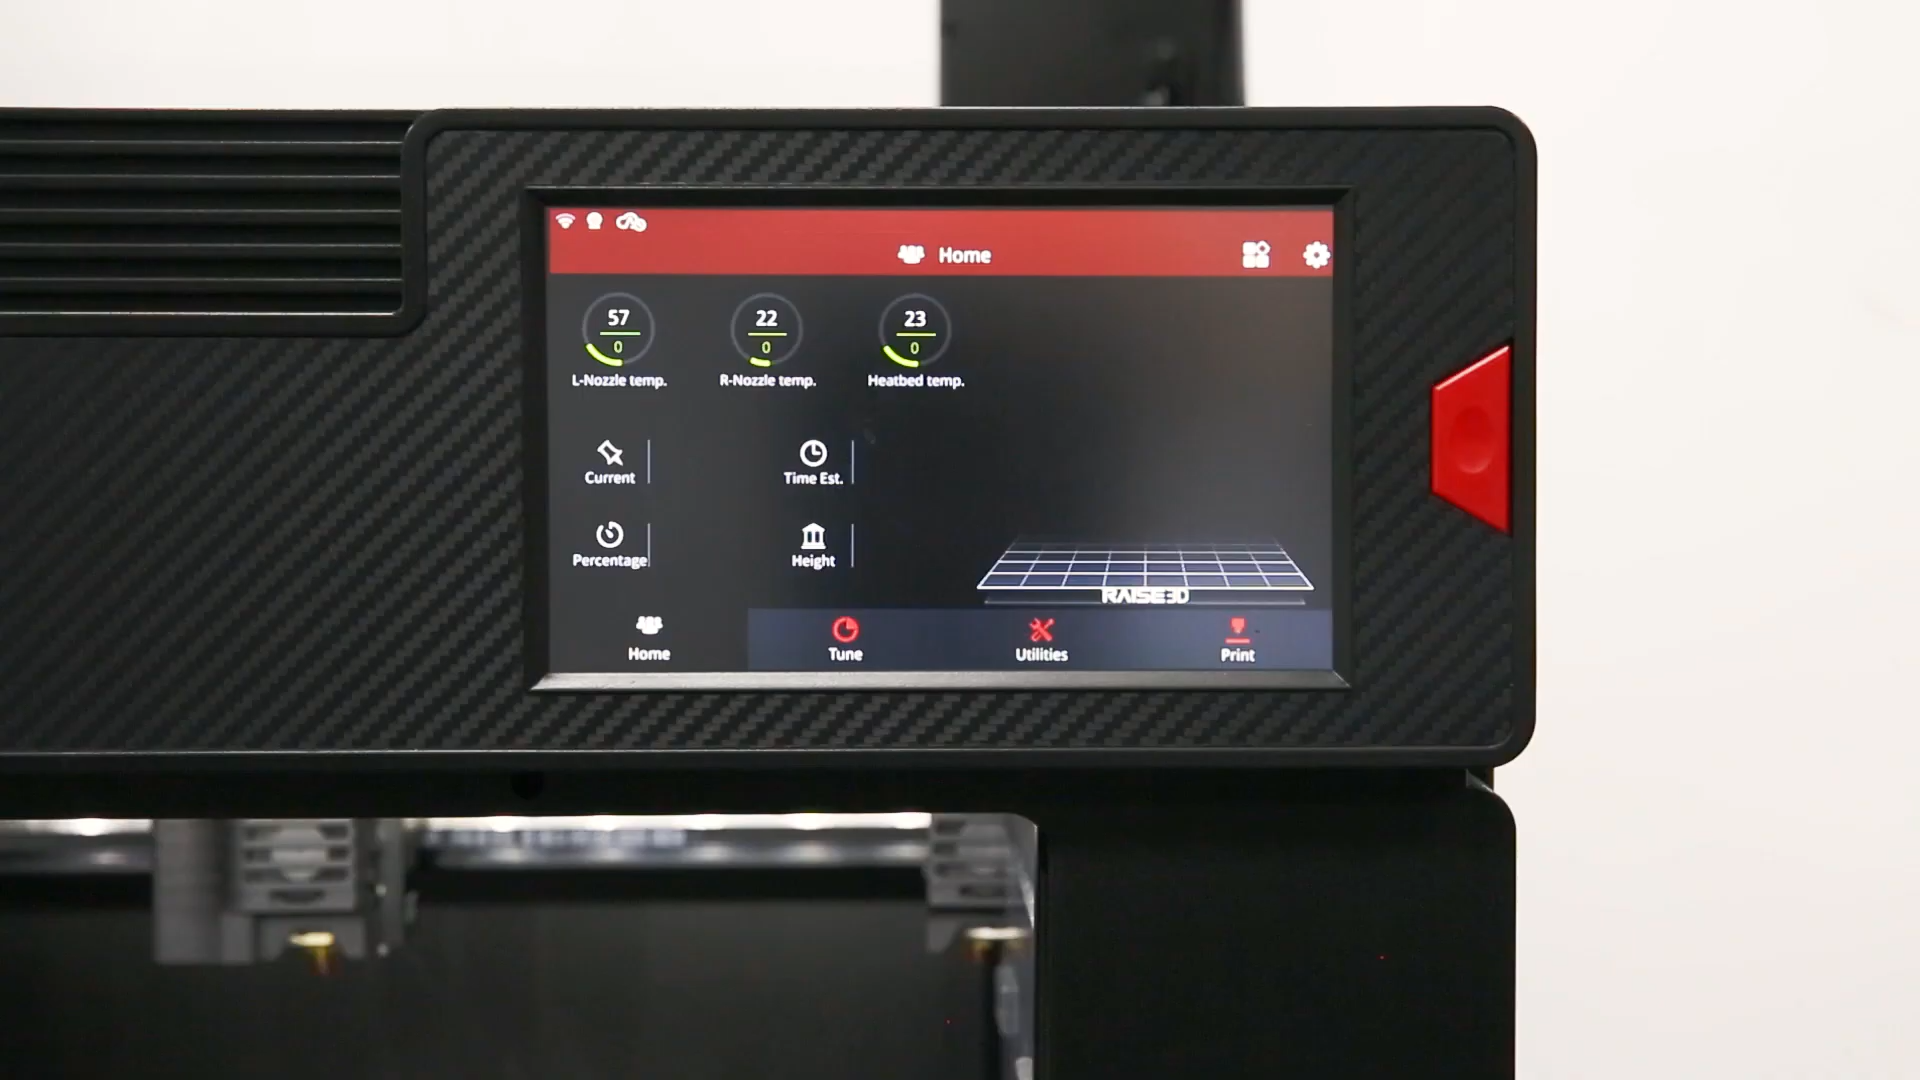 Home
57
0
L-Nozzle temp.
22
0
R-Nozzle temp.
23
0
Heatbed temp.
Current
Time Est.
Percentage
Height
RAISE3D
Home
Tune
Utilities
Print